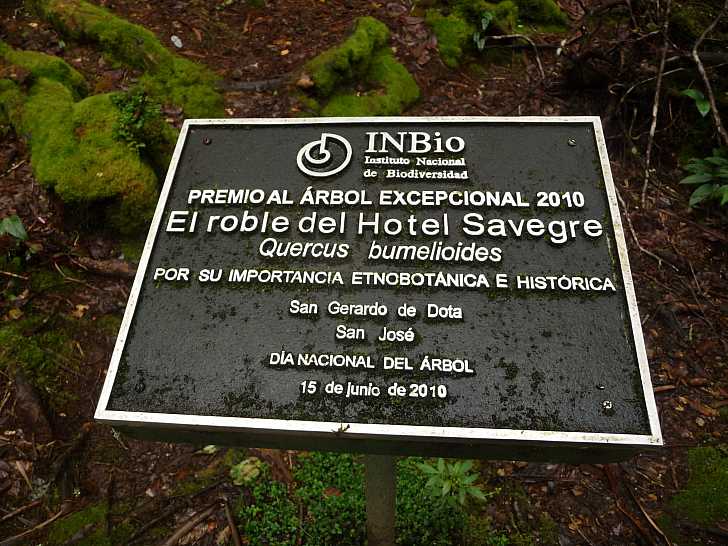 INBio
Instituto Nacional
de Biodiversidad
PREMIO AL ÁRBOL EXCEPCIONAL 2010
El roble del Hotel Savegre
Quercus bumelioides
POR SU IMPORTANCIA ETNOBOTÁNICA E HISTÓRICA
San Gerardo de Dota
San José
DÍA NACIONAL DEL ÁRBOL
15 de junio de 2010